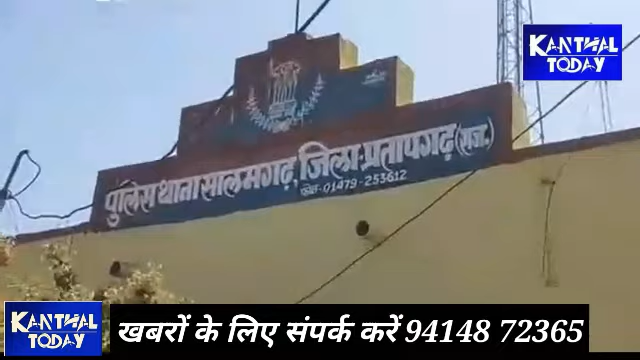 KANTHAL
TODAY
पुलिस थाना सालमगढ़, जिला-प्रतापगढ़ (राज.)
फोन-01479-253612
KANTHAL
TODAY
खबरों के लिए संपर्क करें 94148 72365